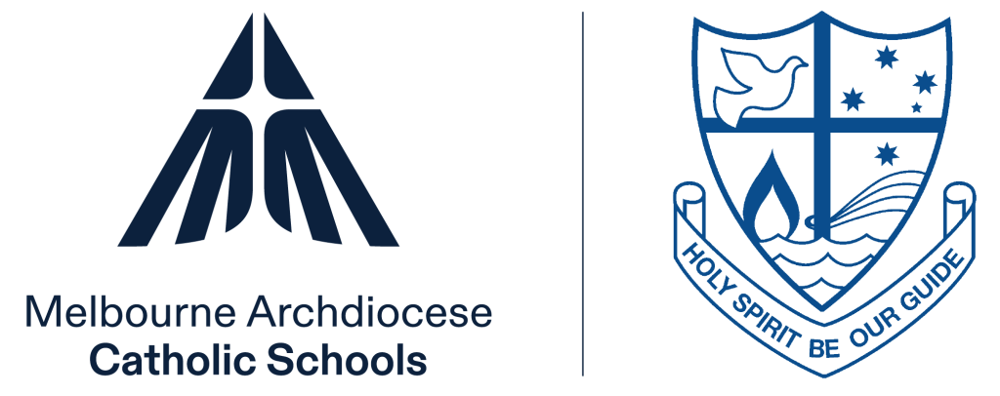 Melbourne Archdiocese
Catholic Schools
HOLY SPIRIT BE OUR GUIDE